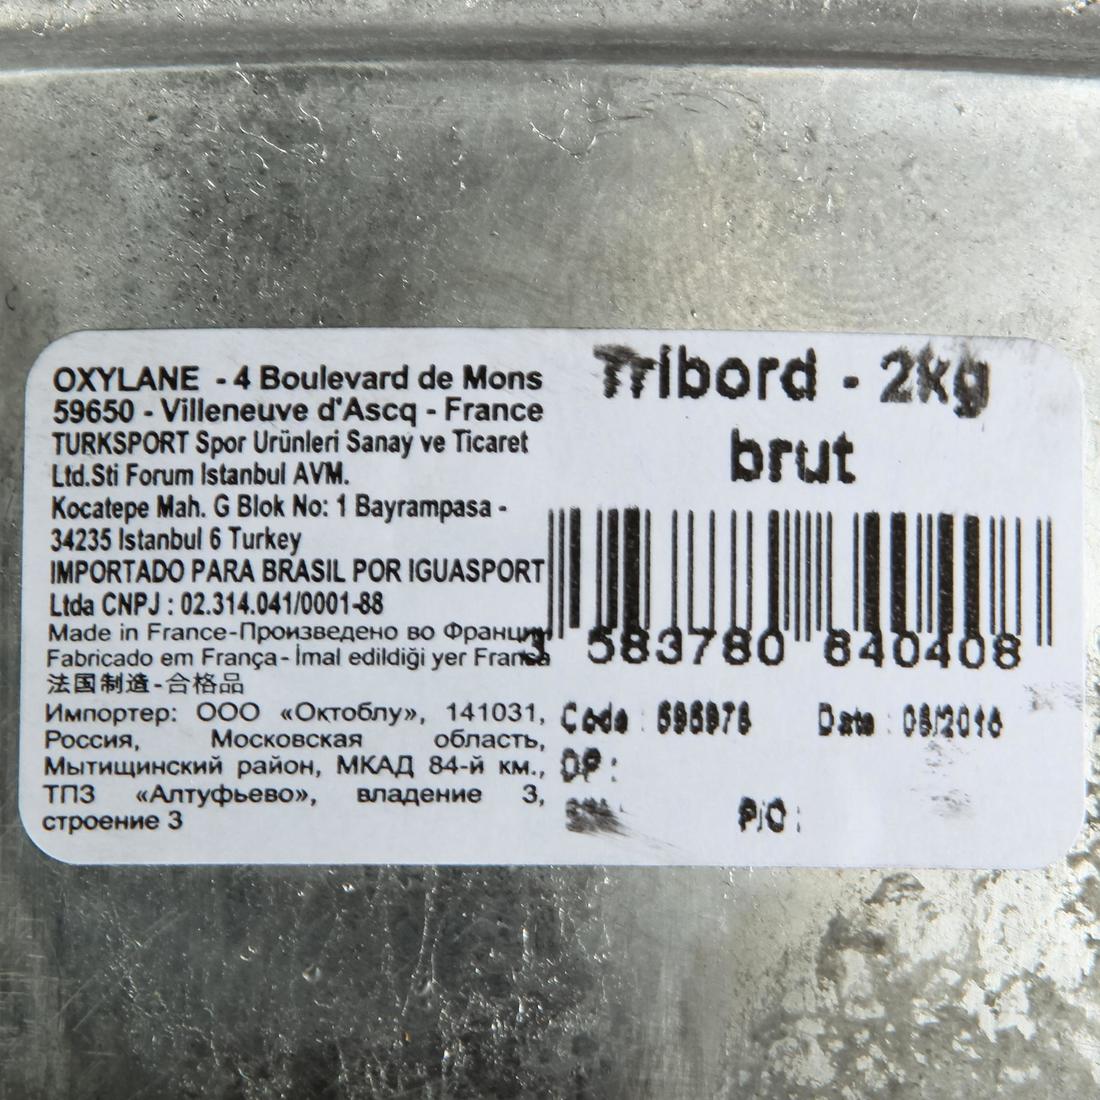 OXYLANE - 4 Boulevard de Mons
59650 - Villeneuve d'Ascq - France
TURKSPORT Spor Urünleri Sanay ve Ticaret
Ltd.Sti Forum Istanbul AVM.
Kocatepe Mah. G Blok No: 1 Bayrampasa -
34235 Istanbul 6 Turkey
IMPORTADO PARA BRASIL POR IGUASPORT
Ltda CNPJ : 02.314.041/0001-88
Made in France-Произведено во Франции
Fabricado em França- İmal edildiği yer Fransa
法国制造-合格品
Импортер: ООО «Октоблу», 141031,
Россия, Московская область,
Мытищинский район, МКАД 84-й км.,
ТПЗ «Алтуфьево», владение 3,
строение 3
Tribord - 2kg
brut
3 583780 640408
Code : Date : 
DP :
P/O :